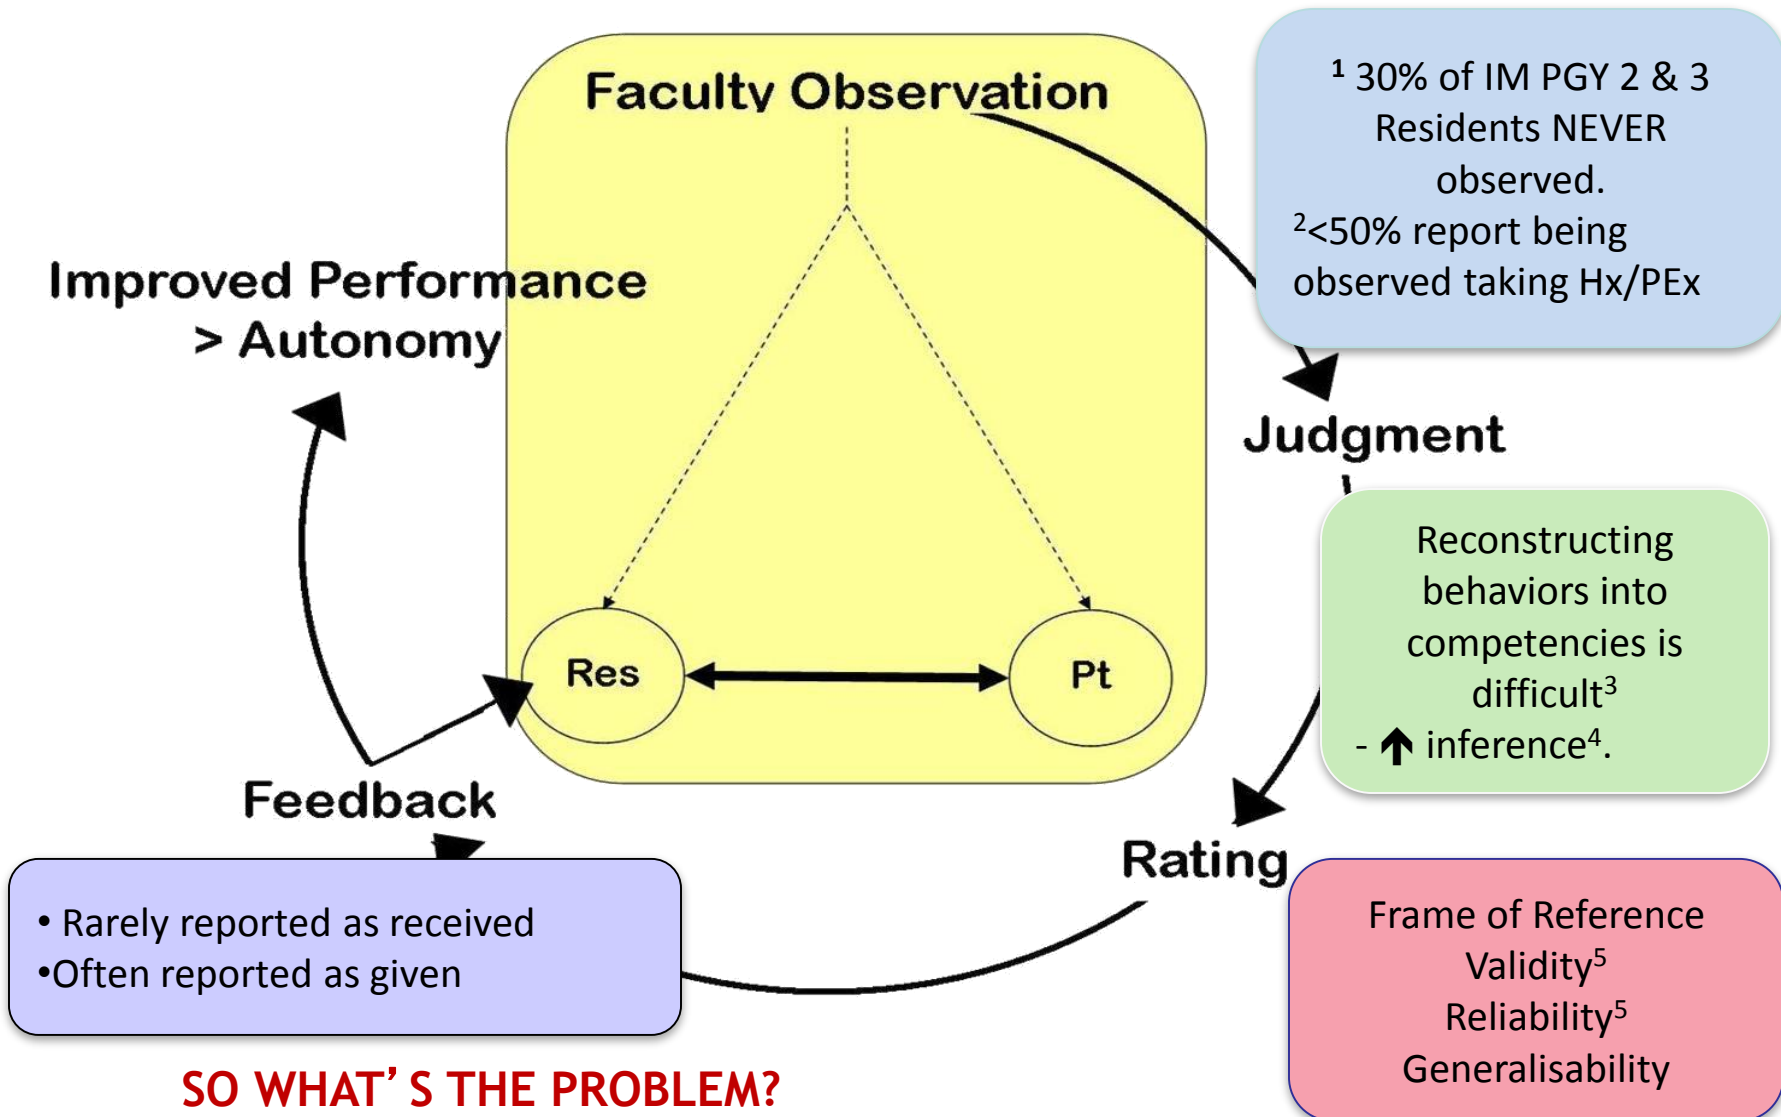 Faculty Observation
¹ 30% of IM PGY 2 & 3
Residents NEVER
observed.
²<50% report being
observed taking Hx/PEx
Improved Performance
> Autonomy
Judgment
Reconstructing
behaviors into
competencies is
difficult³
- ↑ inference⁴.
Res
Pt
Feedback
Rating
• Rarely reported as received
•Often reported as given
Frame of Reference
Validity⁵
Reliability⁵
Generalisability
SO WHAT’S THE PROBLEM?